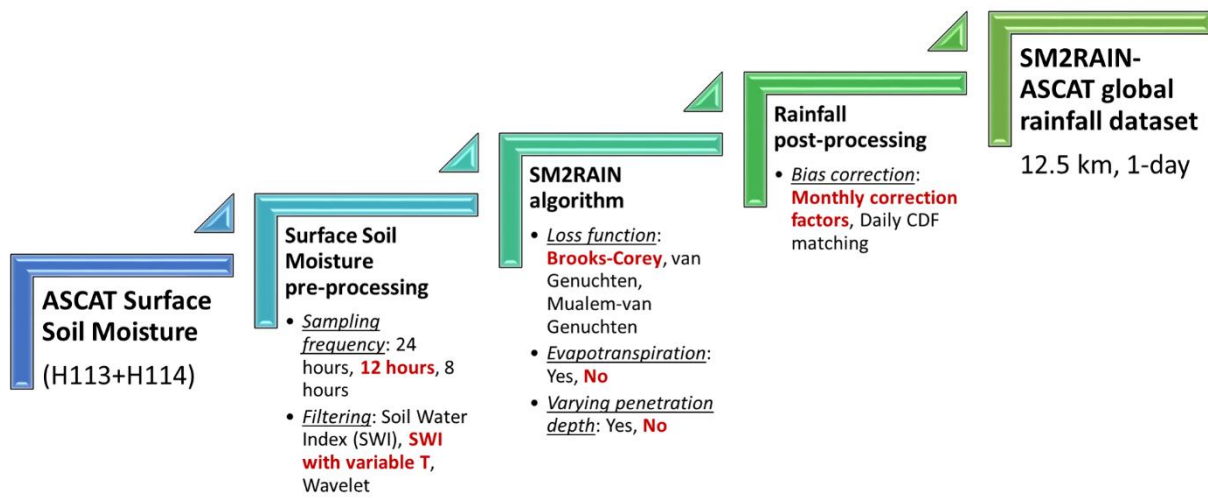 ASCAT Surface
Soil Moisture
(H113+H114)
Surface Soil
Moisture
pre-processing
• Sampling
frequency: 24
hours, 12 hours, 8
hours
• Filtering: Soil Water
Index (SWI), SWI
with variable T,
Wavelet
SM2RAIN
algorithm
• Loss function:
Brooks-Corey, van
Genuchten,
Mualem-van
Genuchten
• Evapotranspiration:
Yes, No
• Varying penetration
depth: Yes, No
Rainfall
post-processing
• Bias correction:
Monthly correction
factors, Daily CDF
matching
SM2RAIN-
ASCAT global
rainfall dataset
12.5 km, 1-day